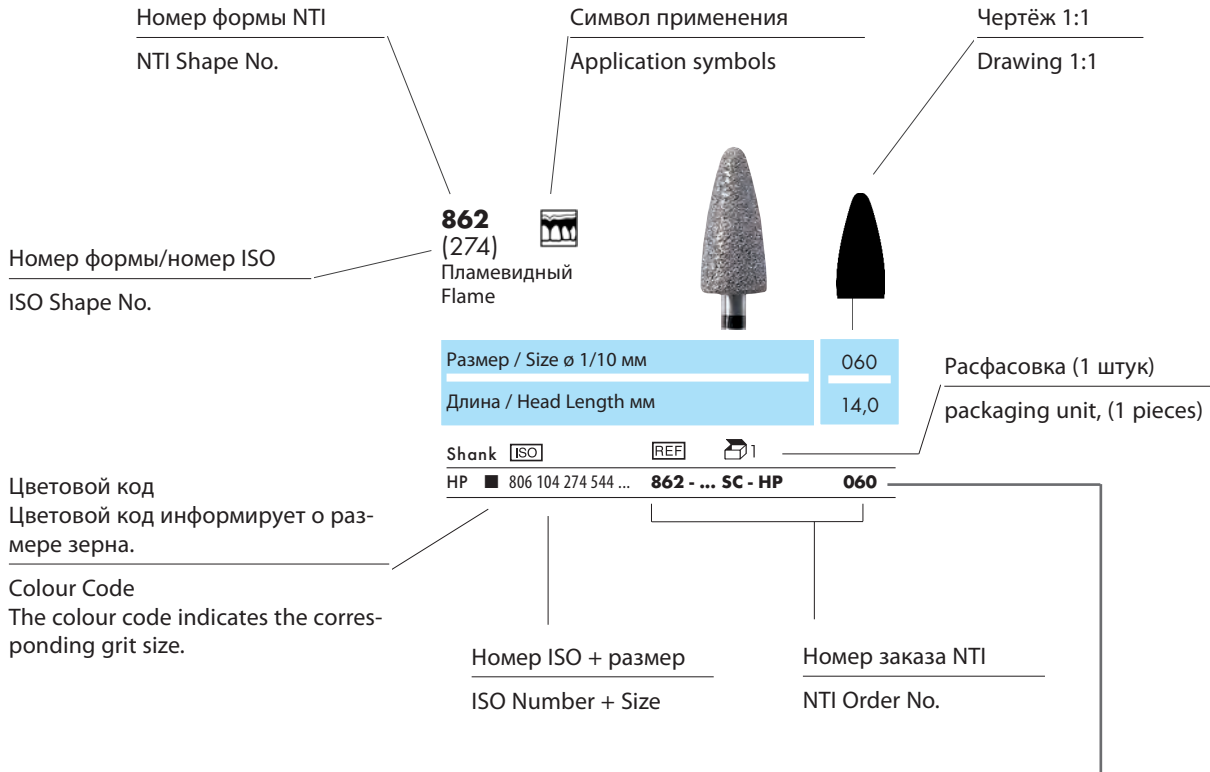 Номер формы NTI
NTI Shape No.
Символ применения
Application symbols
Чертёж 1:1
Drawing 1:1
862
(274)
Пламевидный
Flame
Номер формы/номер ISO
ISO Shape No.
Размер / Size ø 1/10 мм 060
Длина / Head Length мм 14,0
Расфасовка (1 штук)
packaging unit, (1 pieces)
Shank ISO REF 1
HP 806 104 274 544 ... 862 - ... SC - HP 060
Цветовой код
Цветовой код информирует о раз-
мере зерна.
Colour Code
The colour code indicates the corres-
ponding grit size.
Номер ISO + размер
ISO Number + Size
Номер заказа NTI
NTI Order No.